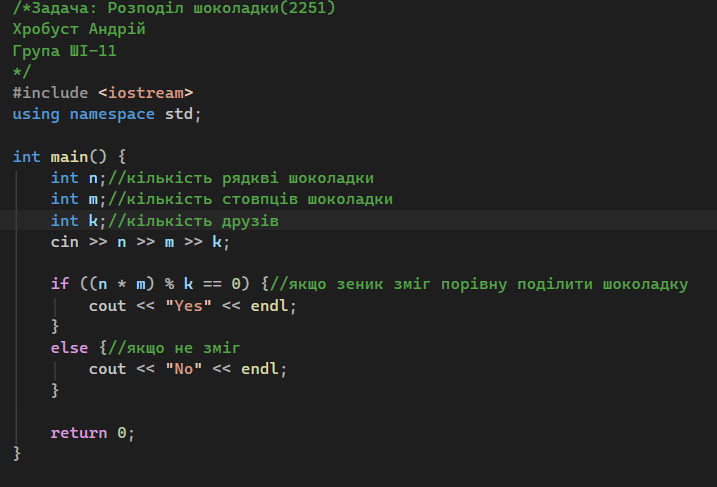 /*Задача: Розподіл шоколадки(2251)
Хробуст Андрій
Група ШІ-11
*/
#include <iostream>
using namespace std;

int main() {
    int n;//кількість рядкві шоколадки
    int m;//кількість стовпців шоколадки
    int k;//кількість друзів
    cin >> n >> m >> k;

    if ((n * m) % k == 0) {//якщо зеник зміг порівну поділити шоколадку
        cout << "Yes" << endl;
    }
    else {//якщо не зміг
        cout << "No" << endl;
    }

    return 0;
}